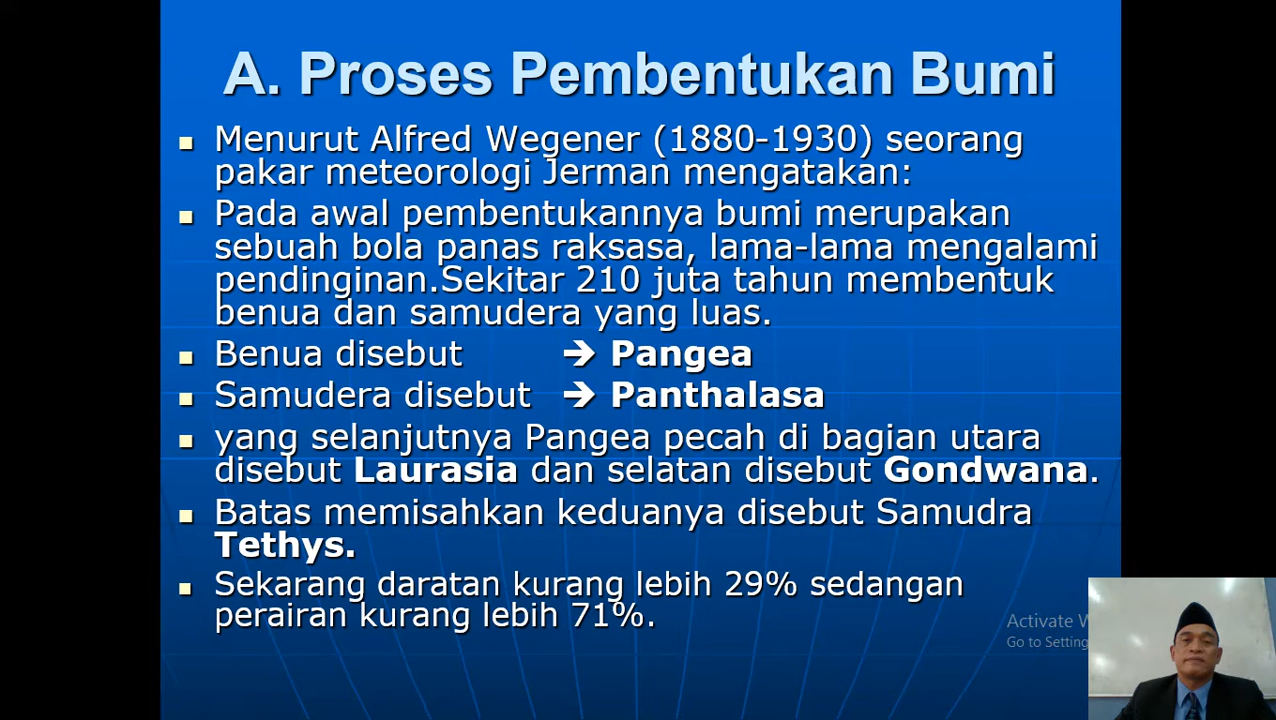 A. Proses Pembentukan Bumi
Menurut Alfred Wegener (1880-1930) seorang
pakar meteorologi Jerman mengatakan:
Pada awal pembentukannya bumi merupakan
sebuah bola panas raksasa, lama-lama mengalami
pendinginan.Sekitar 210 juta tahun membentuk
benua dan samudera yang luas.
Benua disebut → Pangea
Samudera disebut → Panthalasa
yang selanjutnya Pangea pecah di bagian utara
disebut Laurasia dan selatan disebut Gondwana.
Batas memisahkan keduanya disebut Samudra
Tethys.
Sekarang daratan kurang lebih 29% sedangan
perairan kurang lebih 71%.
Activate W
Go to Setting